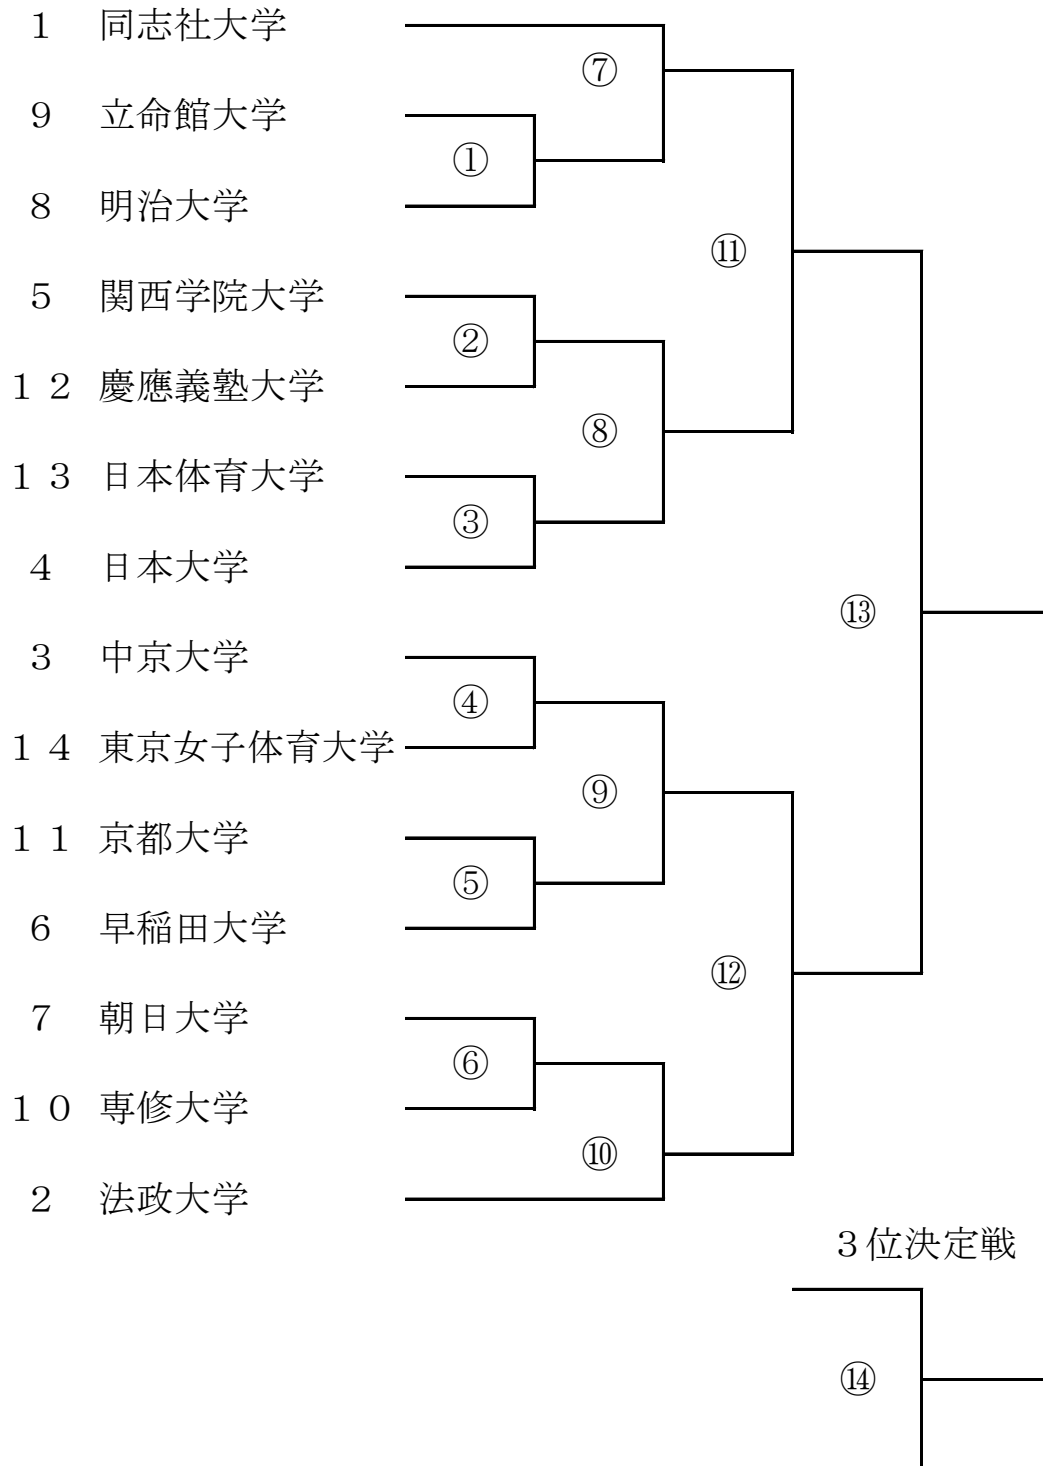 １ 同志社大学
⑦
９ 立命館大学
①
８ 明治大学
⑪
５ 関西学院大学
②
１２ 慶應義塾大学
⑧
１３ 日本体育大学
③
４ 日本大学
⑬
３ 中京大学
④
１４ 東京女子体育大学
⑨
１１ 京都大学
⑤
６ 早稲田大学
⑫
７ 朝日大学
⑥
１０ 専修大学
⑩
２ 法政大学
３位決定戦
⑭